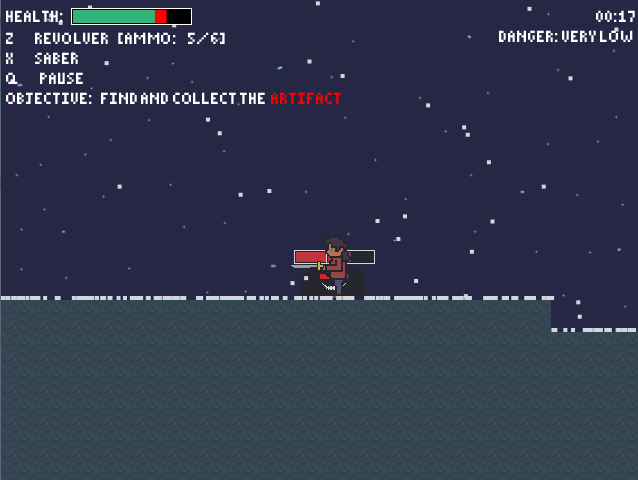 HEALTH:
00:17
Z REVOLVER [AMMO: 5/6]
DANGER: VERY LOW
X SABER
Q PAUSE
OBJECTIVE: FIND AND COLLECT THE ARTIFACT